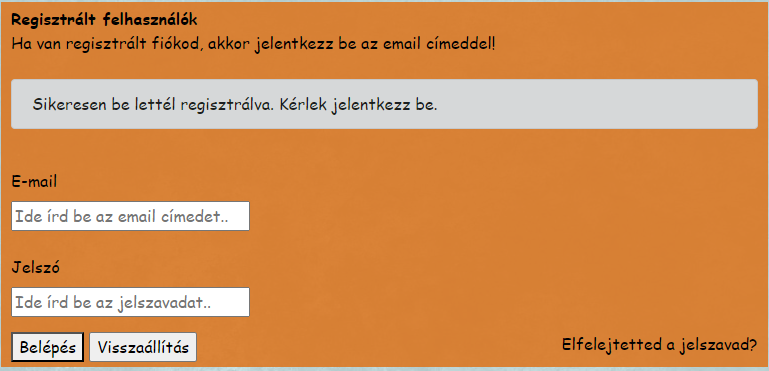 Regisztrált felhasználók
Ha van regisztrált fiókod, akkor jelentkezz be az email címeddel!
Sikeresen be lettél regisztrálva. Kérlek jelentkezz be.
E-mail
Ide írd be az email címedet..
Jelszó
Ide írd be az jelszavadat..
Belépés Visszaállítás Elfelejtetted a jelszavad?